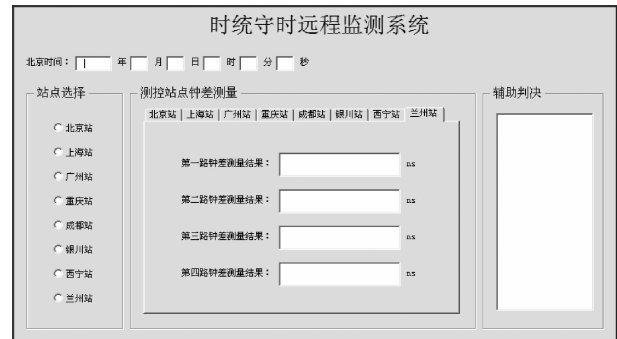 时统守时远程监测系统
北京时间： 年 月 日 时 分 秒
站点选择
北京站
上海站
广州站
重庆站
成都站
银川站
西宁站
兰州站
测控站点钟差测量
北京站 上海站 广州站 重庆站 成都站 银川站 西宁站 兰州站
第一路钟差测量结果： ns
第二路钟差测量结果： ns
第三路钟差测量结果： ns
第四路钟差测量结果： ns
辅助判决